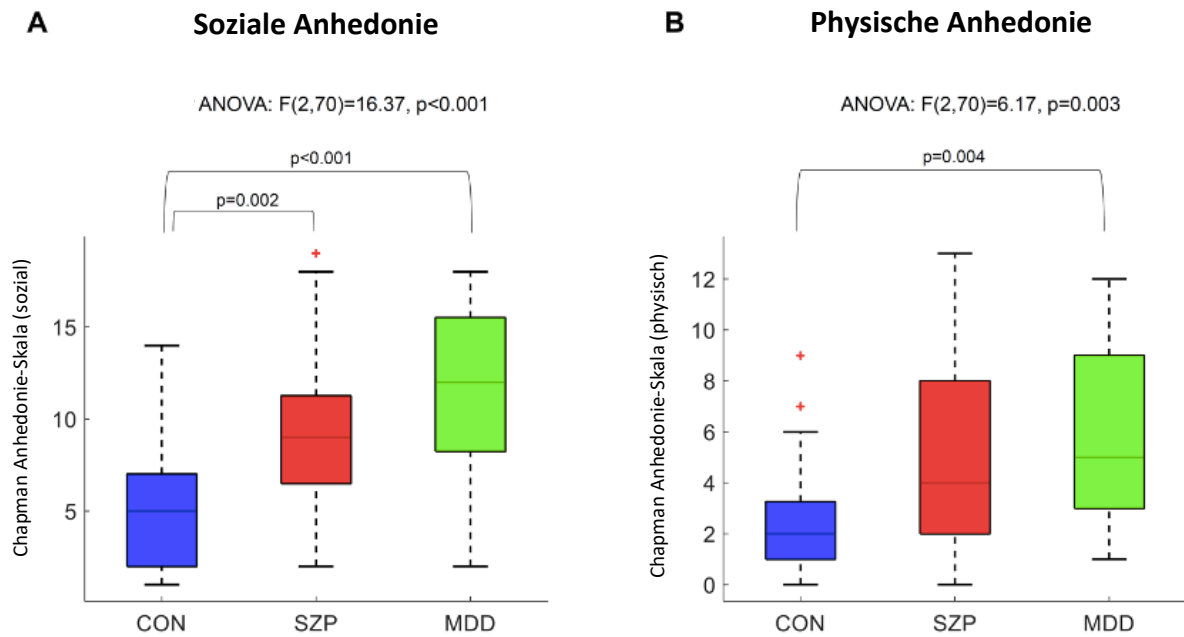 A
Soziale Anhedonie
ANOVA: F(2,70)=16.37, p<0.001
p<0.001
p=0.002
Chapman Anhedonie-Skala (sozial)
15
10
5
CON
SZP
MDD
B
Physische Anhedonie
ANOVA: F(2,70)=6.17, p=0.003
p=0.004
Chapman Anhedonie-Skala (physisch)
12
10
8
6
4
2
0
CON
SZP
MDD